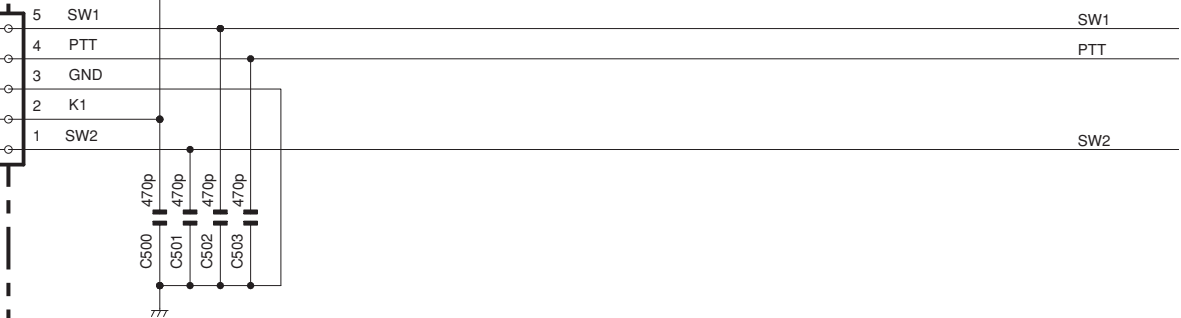 5 SW1 SW1
4 PTT PTT
3 GND
2 K1
1 SW2 SW2
470p 470p 470p 470p
C500 C501 C502 C503